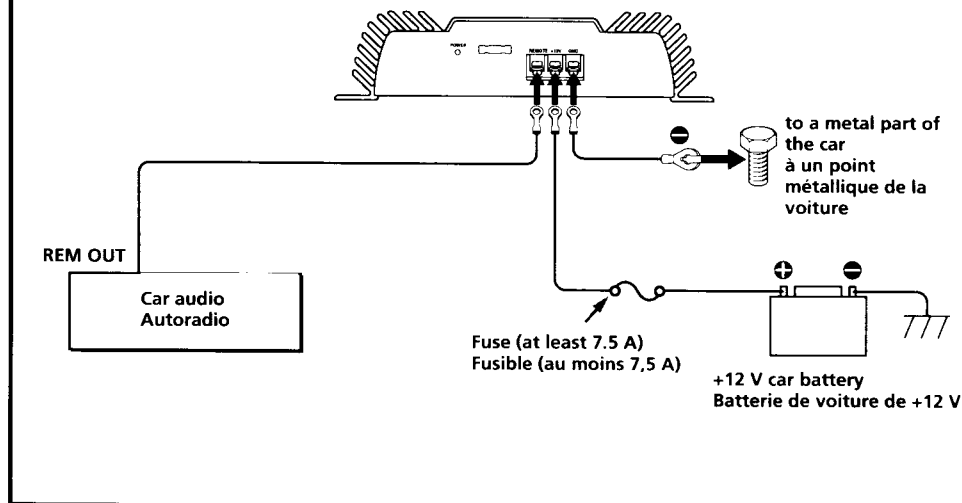 POWER
REMOTE +12V GND
to a metal part of
the car
à un point
métallique de la
voiture
REM OUT
Car audio
Autoradio
Fuse (at least 7.5 A)
Fusible (au moins 7,5 A)
+12 V car battery
Batterie de voiture de +12 V